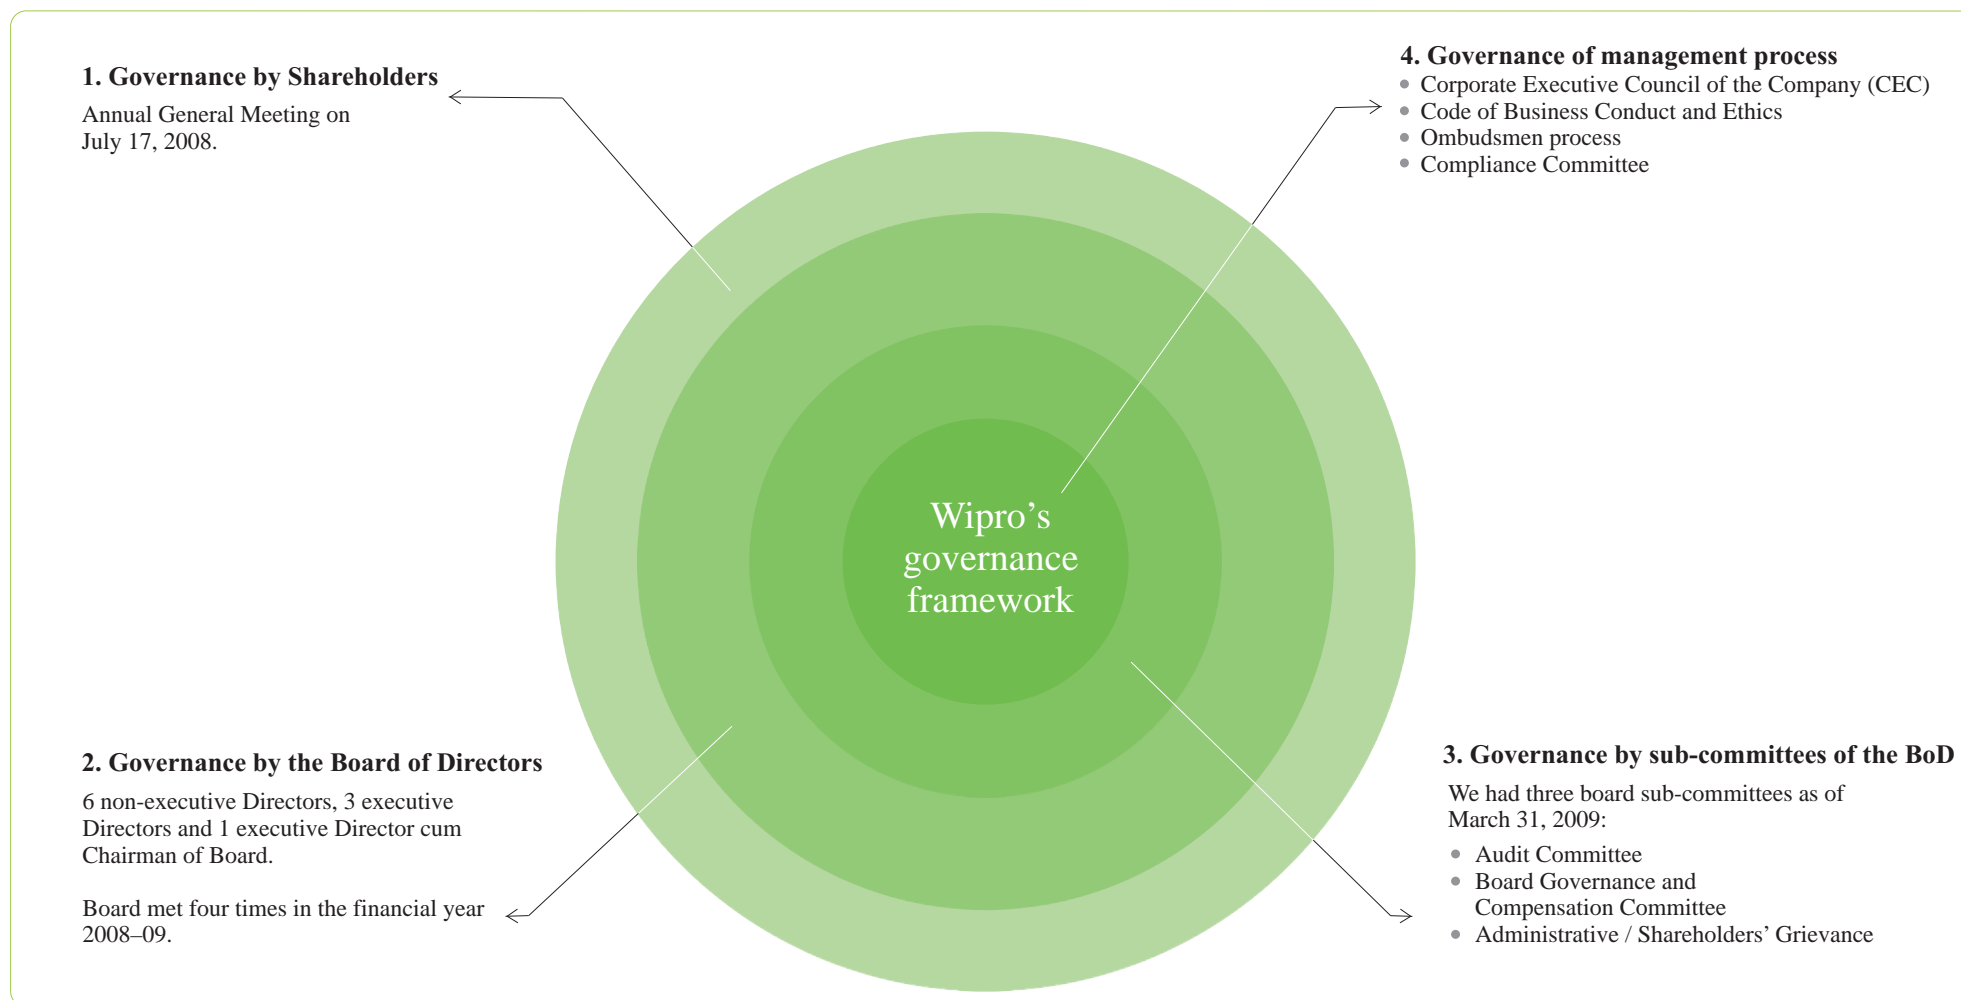 1. Governance by Shareholders
Annual General Meeting on
July 17, 2008.
4. Governance of management process
Corporate Executive Council of the Company (CEC)
Code of Business Conduct and Ethics
Ombudsmen process
Compliance Committee
Wipro’s
governance
framework
2. Governance by the Board of Directors
6 non-executive Directors, 3 executive
Directors and 1 executive Director cum
Chairman of Board.
Board met four times in the financial year
2008–09.
3. Governance by sub-committees of the BoD
We had three board sub-committees as of
March 31, 2009:
Audit Committee
Board Governance and
Compensation Committee
Administrative / Shareholders’ Grievance